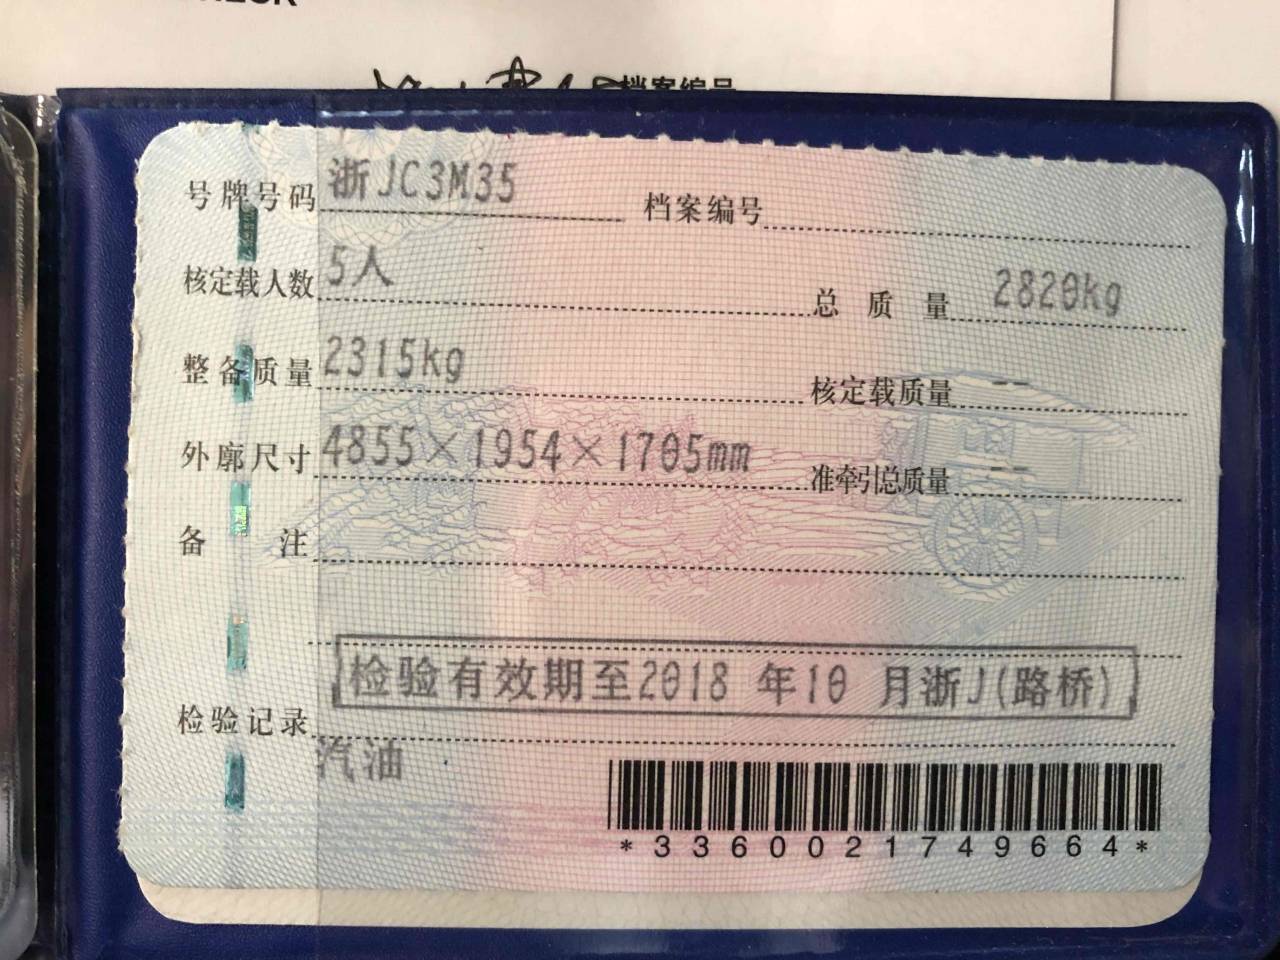 档案编号
号牌号码 浙JC3M35 档案编号
核定载人数 5人 总质量 2820kg
整备质量 2315kg 核定载质量 --
外廓尺寸 4855×1954×1705mm 准牵引总质量 --
备注
检验有效期至2018 年10 月浙J(路桥)
检验记录
汽油
*3360021749664*